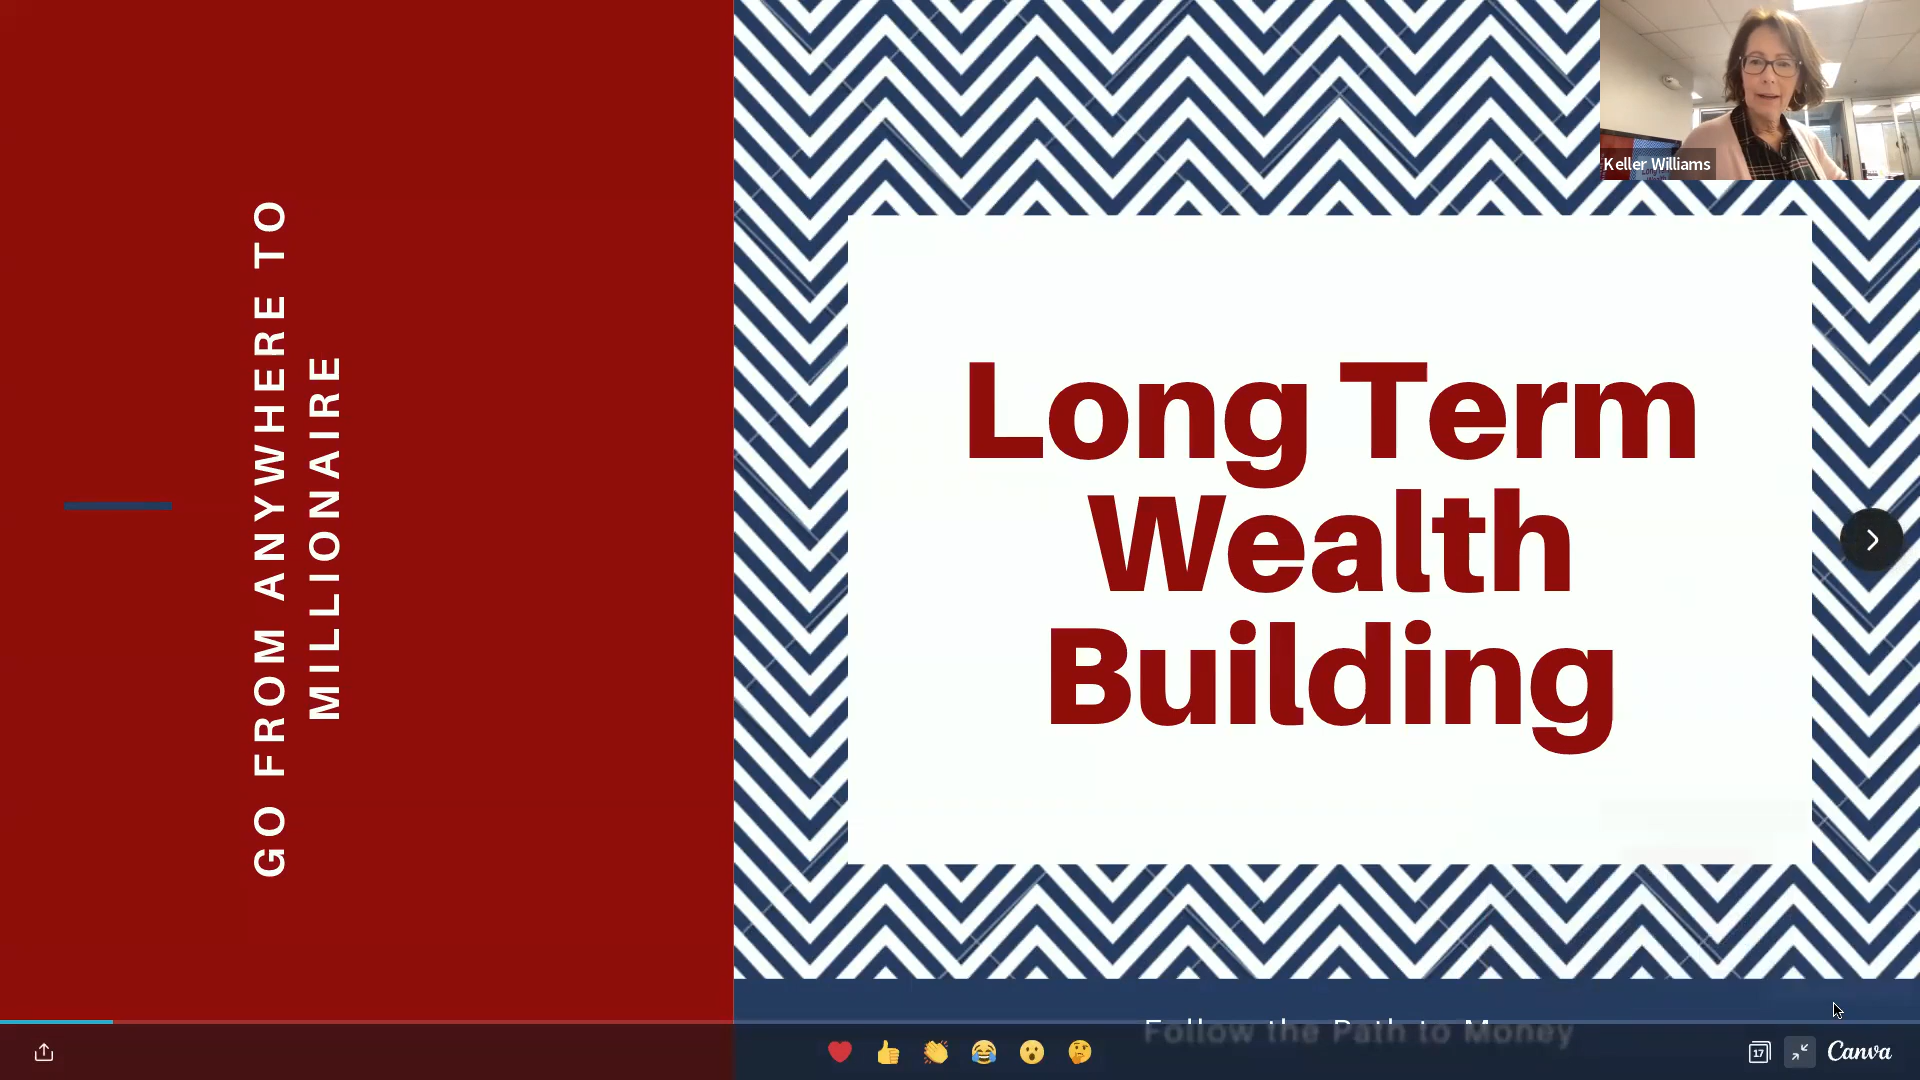 GO FROM ANYWHERE TO
MILLIONAIRE
Keller Williams
Long Term
Wealth
Building
Follow the Path to Money
17
Canva